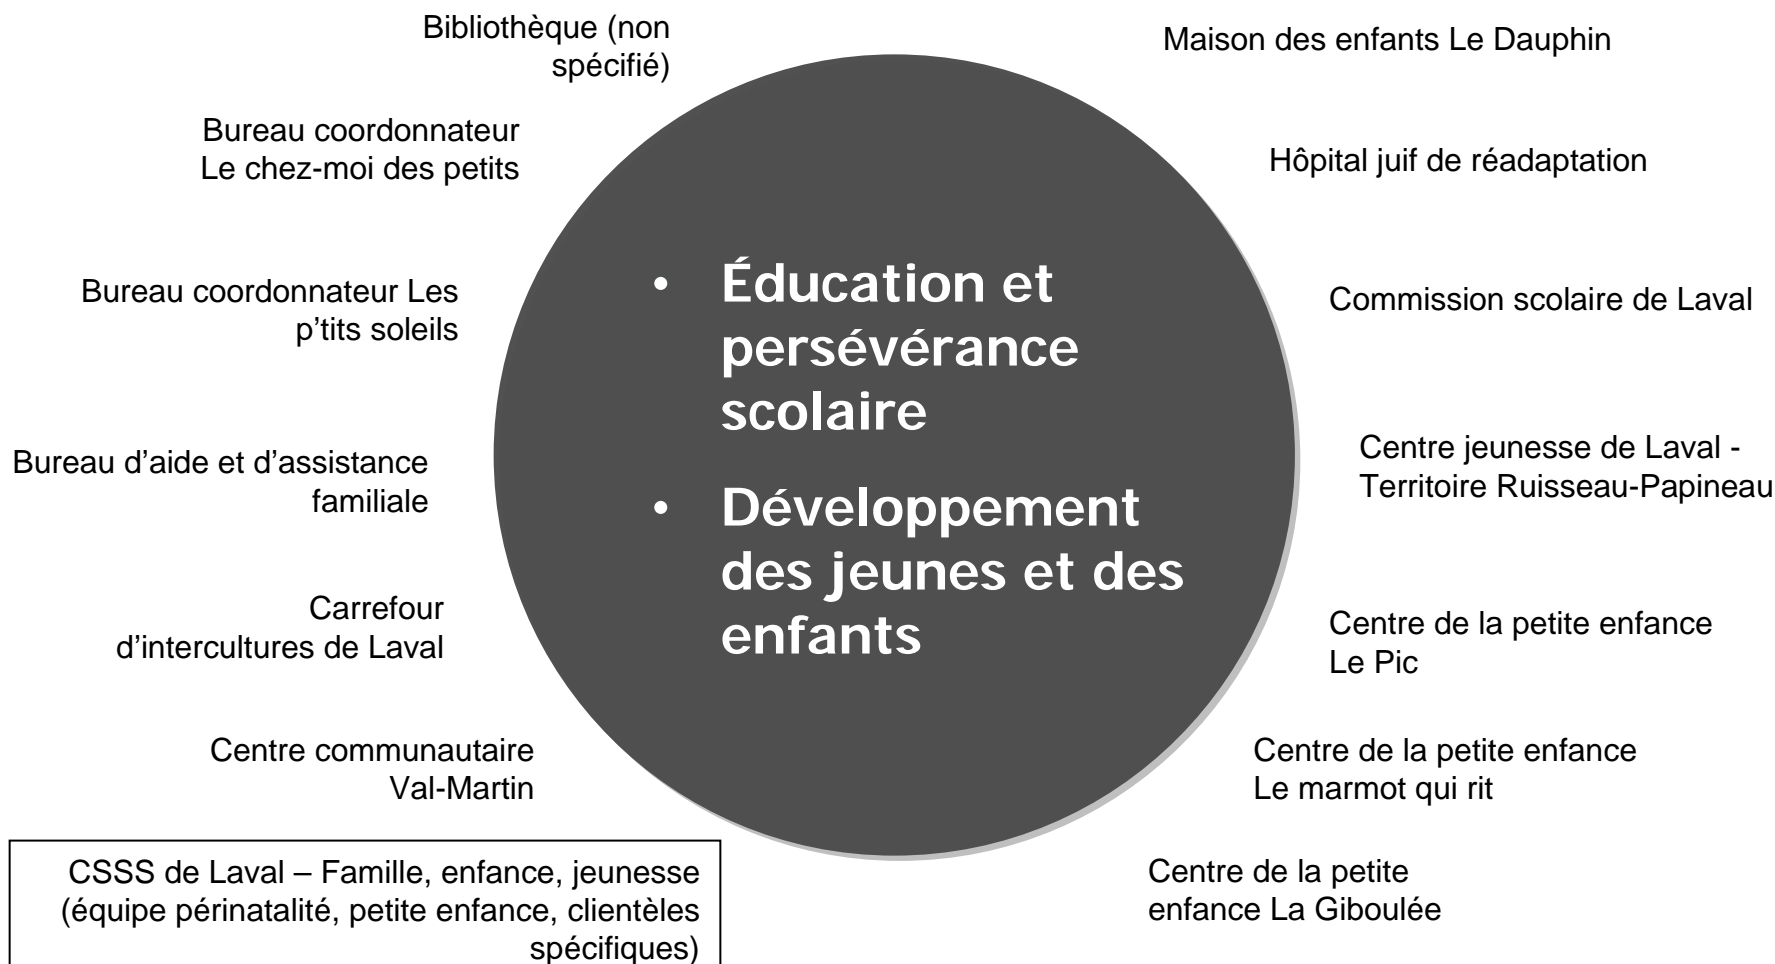 Bibliothèque (non
spécifié)
Bureau coordonnateur
Le chez-moi des petits
Bureau coordonnateur Les
p'tits soleils
Bureau d’aide et d’assistance
familiale
Carrefour
d’intercultures de Laval
Centre communautaire
Val-Martin
CSSS de Laval – Famille, enfance, jeunesse
(équipe périnatalité, petite enfance, clientèles
spécifiques)
• Éducation et
persévérance
scolaire
• Développement
des jeunes et des
enfants
Maison des enfants Le Dauphin
Hôpital juif de réadaptation
Commission scolaire de Laval
Centre jeunesse de Laval -
Territoire Ruisseau-Papineau
Centre de la petite enfance
Le Pic
Centre de la petite enfance
Le marmot qui rit
Centre de la petite
enfance La Giboulée